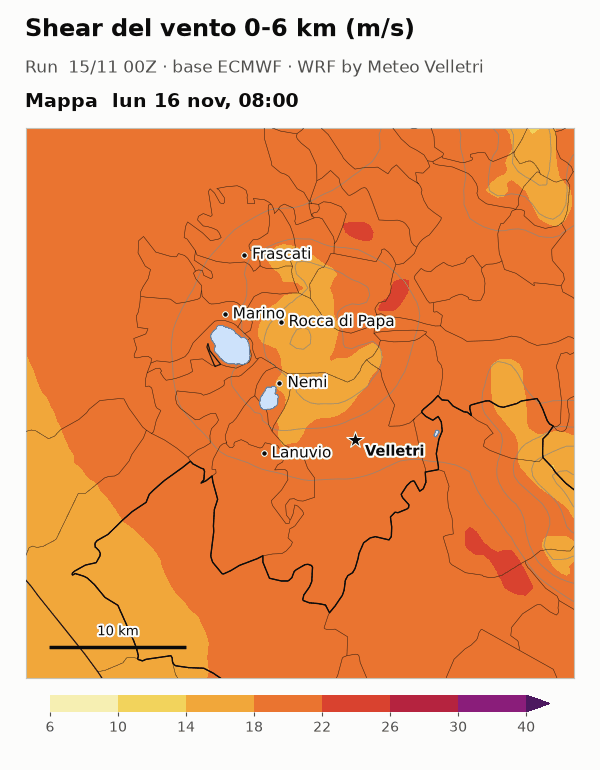 Shear del vento 0-6 km (m/s)
Run  15/11 00Z · base ECMWF · WRF by Meteo Velletri
Mappa  lun 16 nov, 08:00
Frascati
Marino
Rocca di Papa
Nemi
Velletri
Lanuvio
10 km
6 10 14 18 22 26 30 40